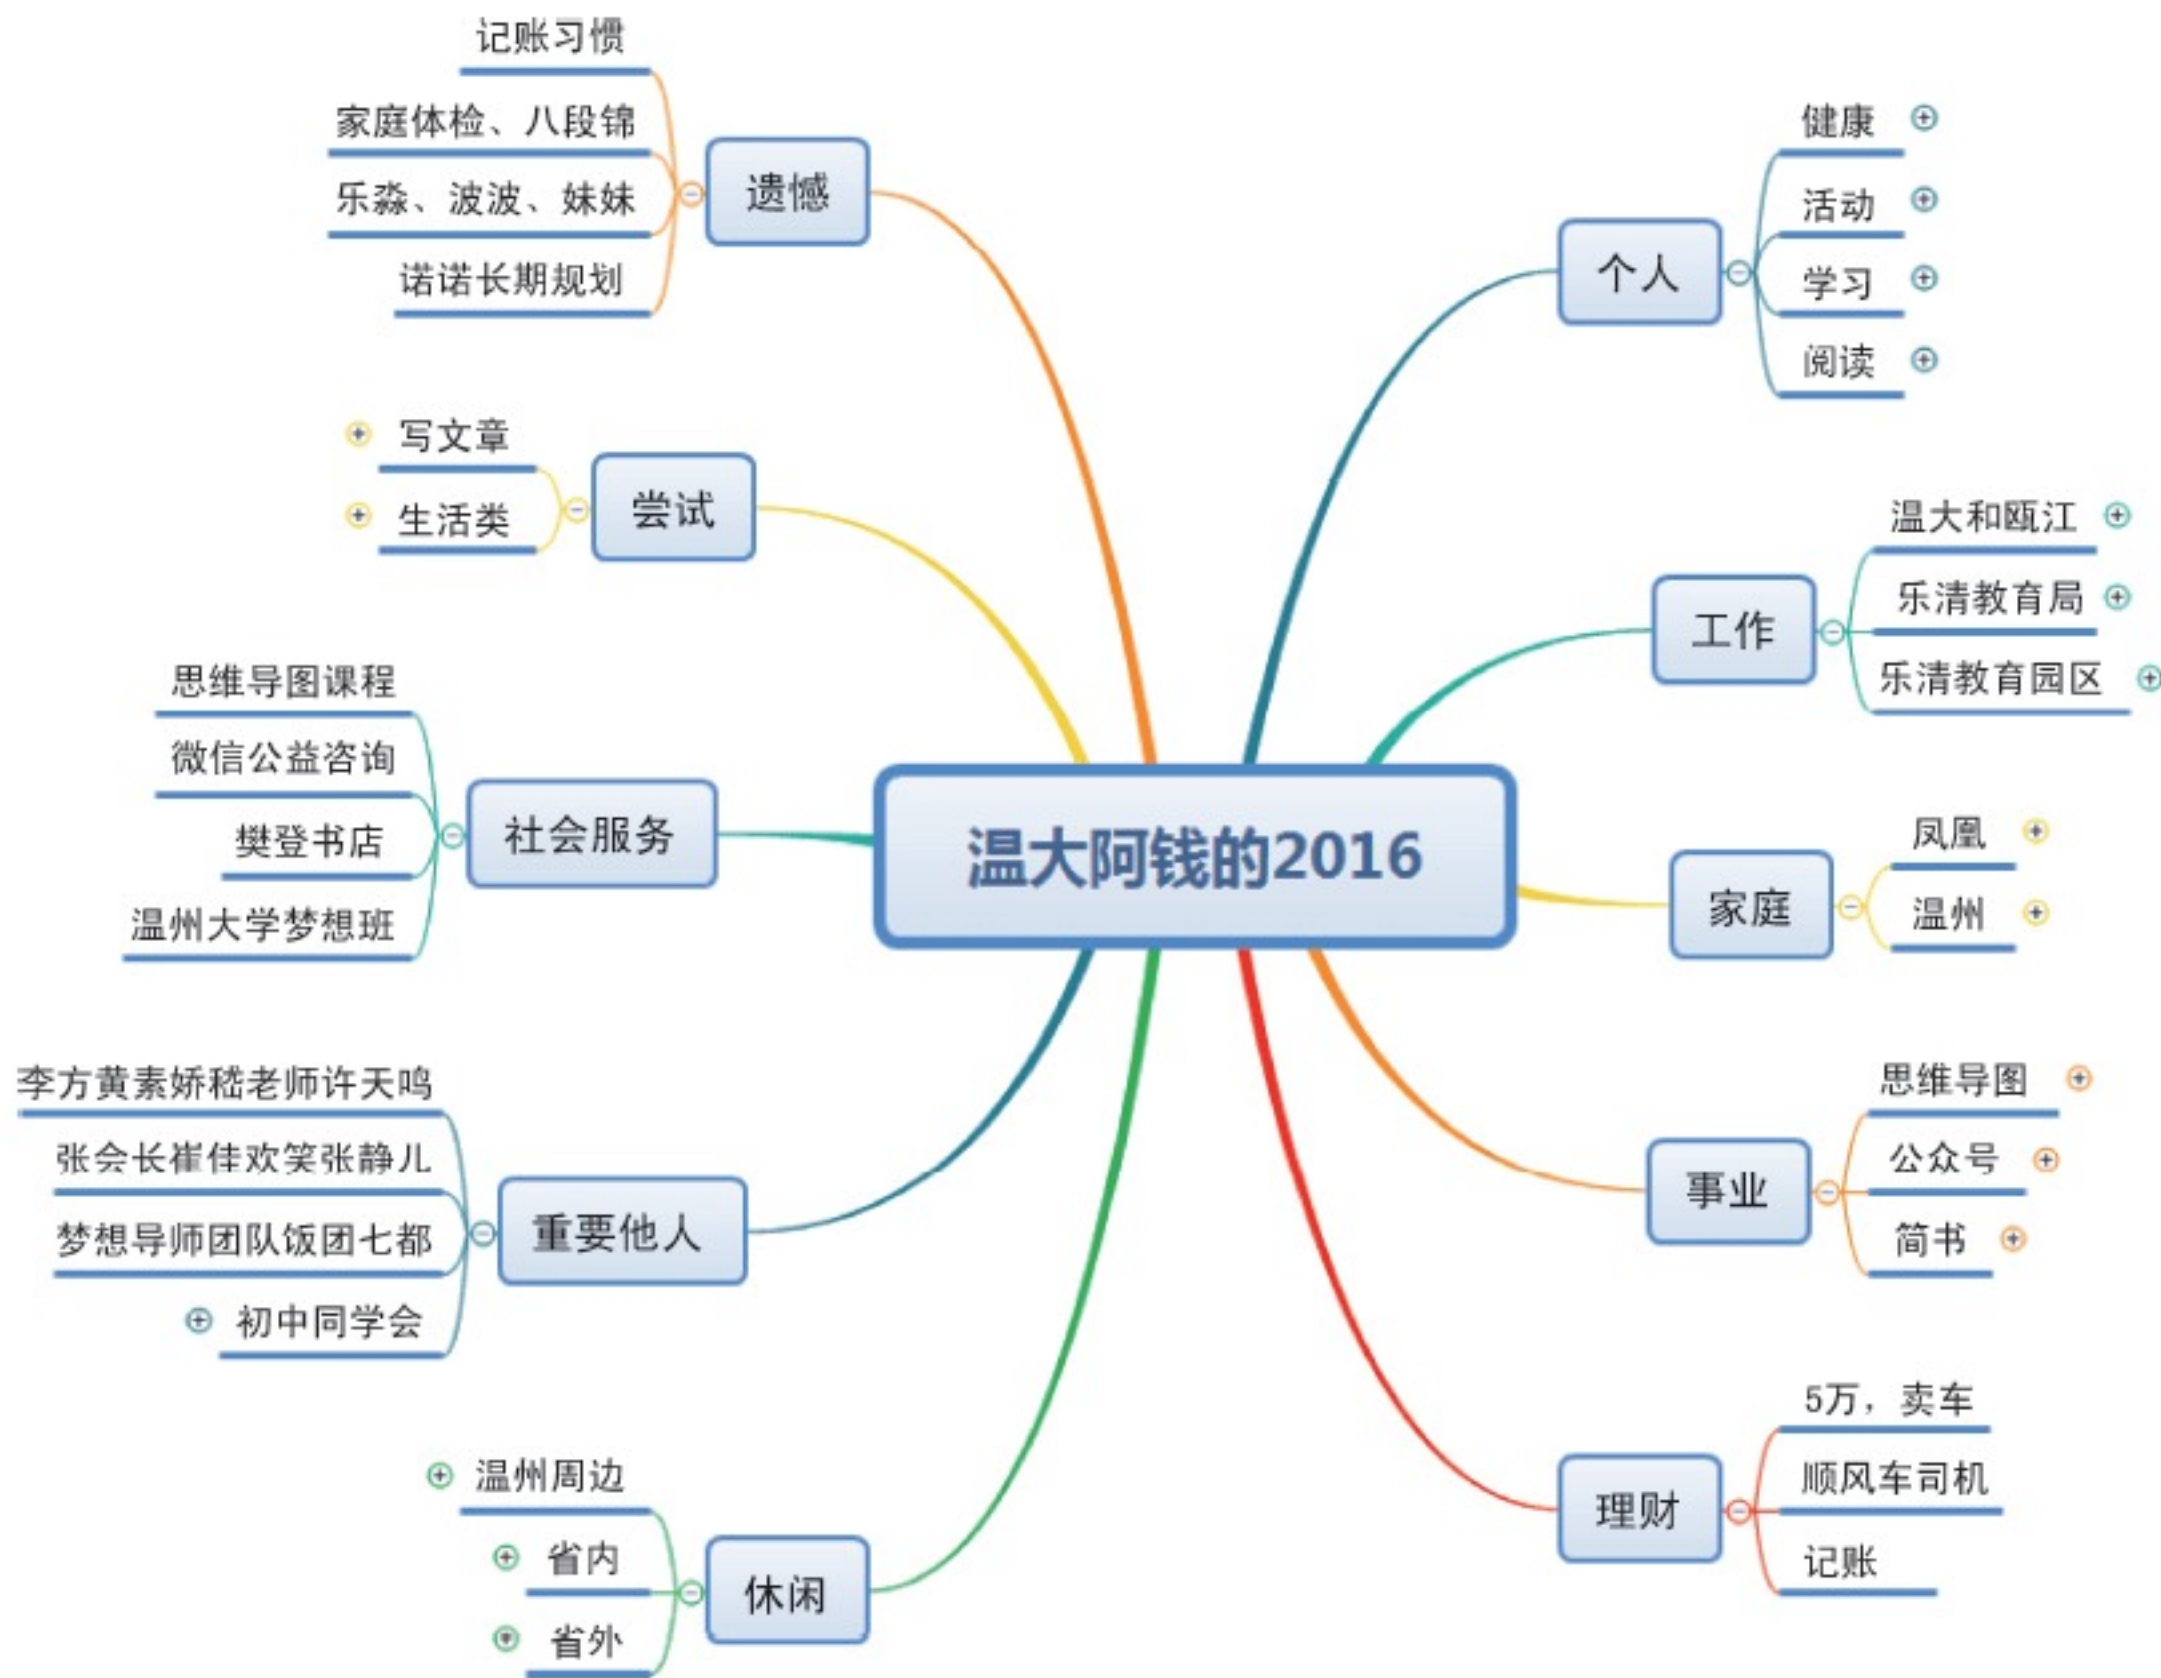 温大阿钱的2016
个人
健康
活动
学习
阅读
工作
温大和瓯江
乐清教育局
乐清教育园区
家庭
凤凰
温州
事业
思维导图
公众号
简书
理财
5万，卖车
顺风车司机
记账
遗憾
记账习惯
家庭体检、八段锦
乐淼、波波、妹妹
诺诺长期规划
尝试
写文章
生活类
社会服务
思维导图课程
微信公益咨询
樊登书店
温州大学梦想班
重要他人
李方黄素娇嵇老师许天鸣
张会长崔佳欢笑张静儿
梦想导师团队饭团七都
初中同学会
休闲
温州周边
省内
省外